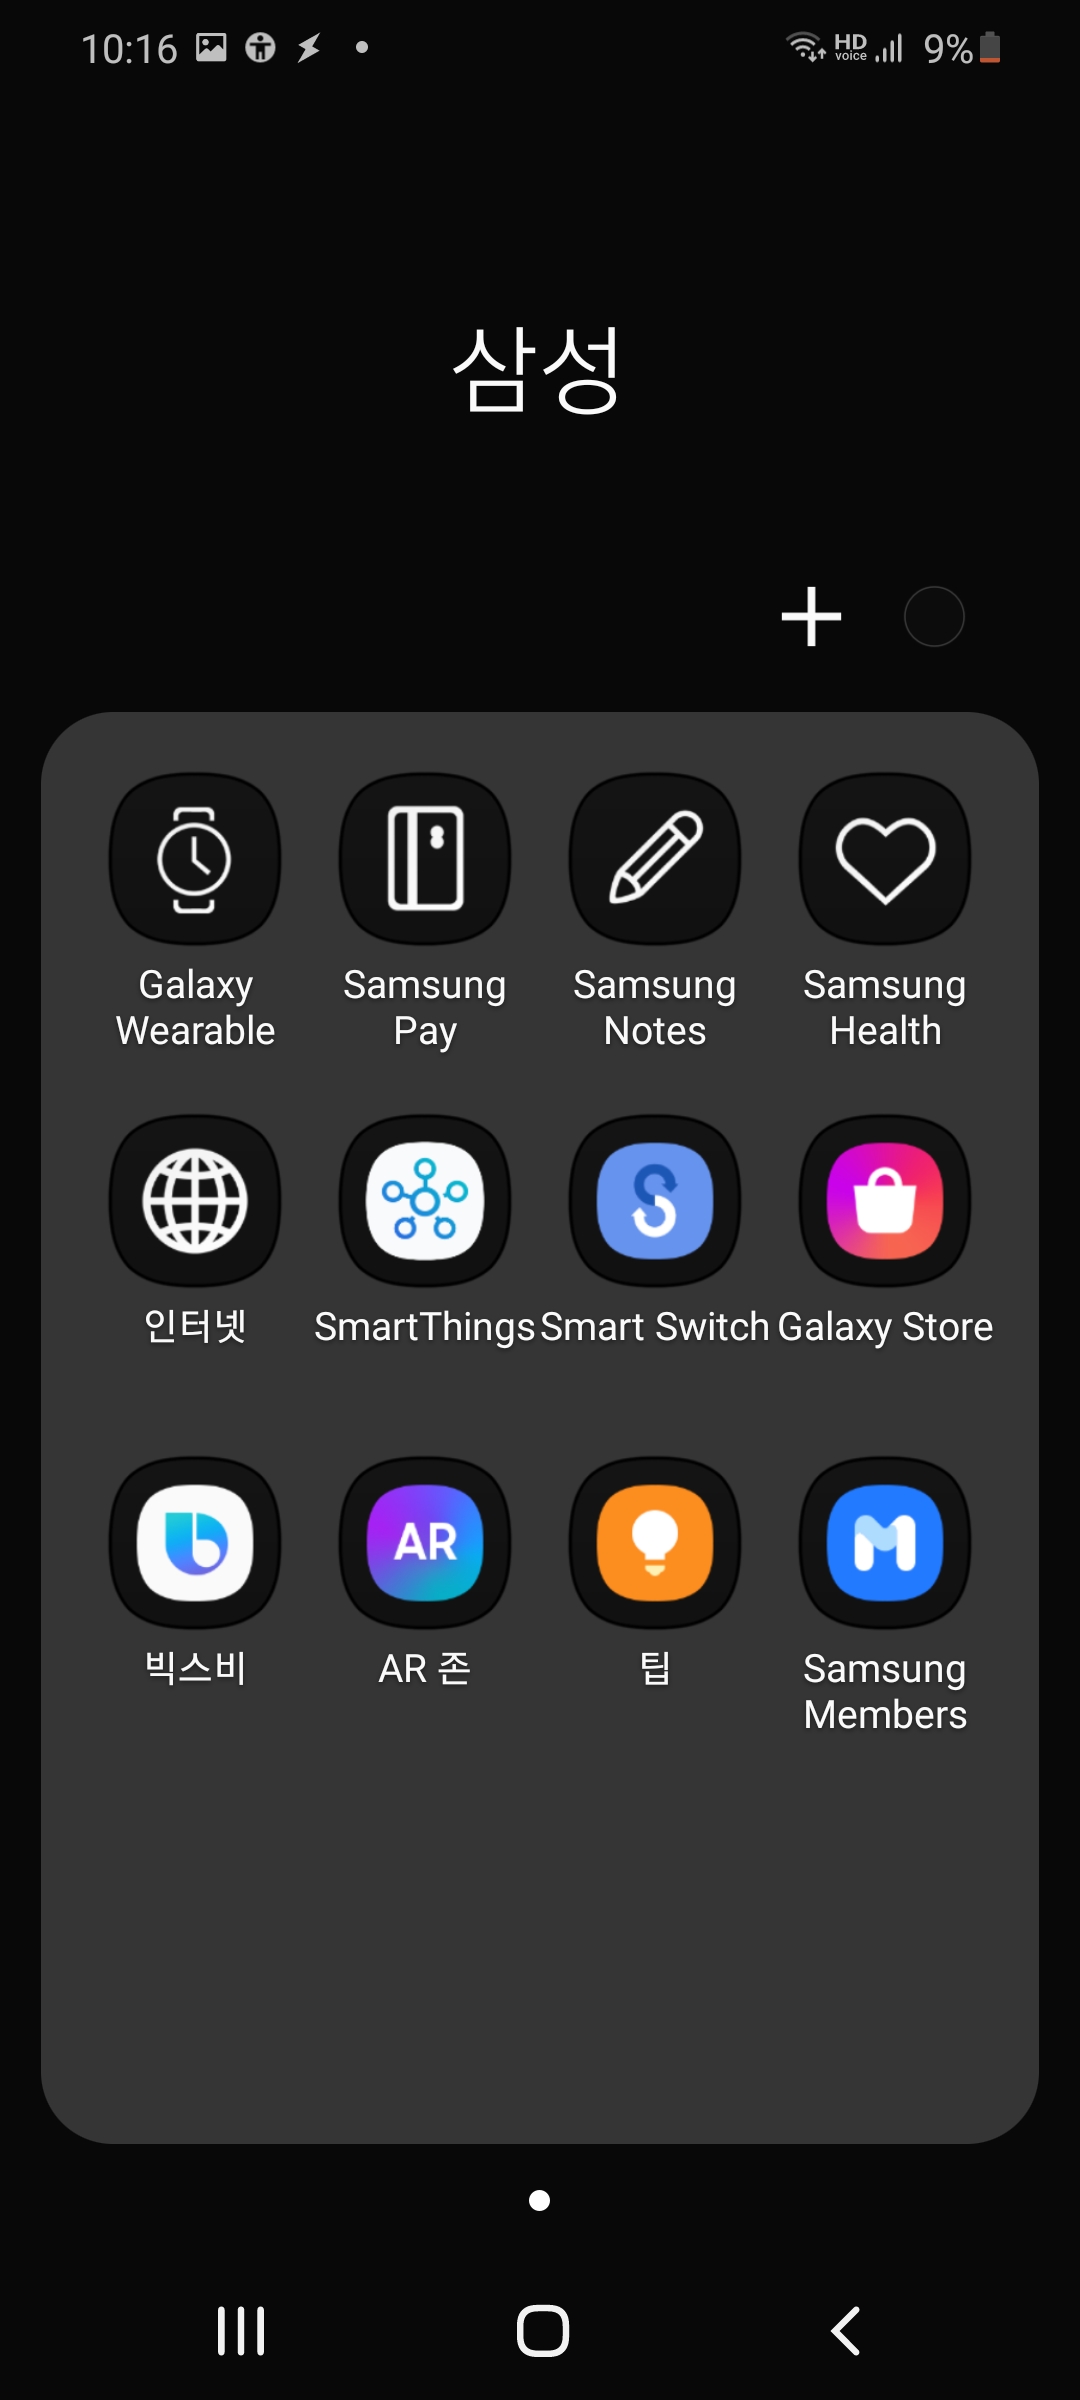 10:16 HD voice 9%
삼성
Galaxy Wearable
Samsung Pay
Samsung Notes
Samsung Health
인터넷
SmartThings
Smart Switch
Galaxy Store
빅스비
AR
AR 존
팁
Samsung Members